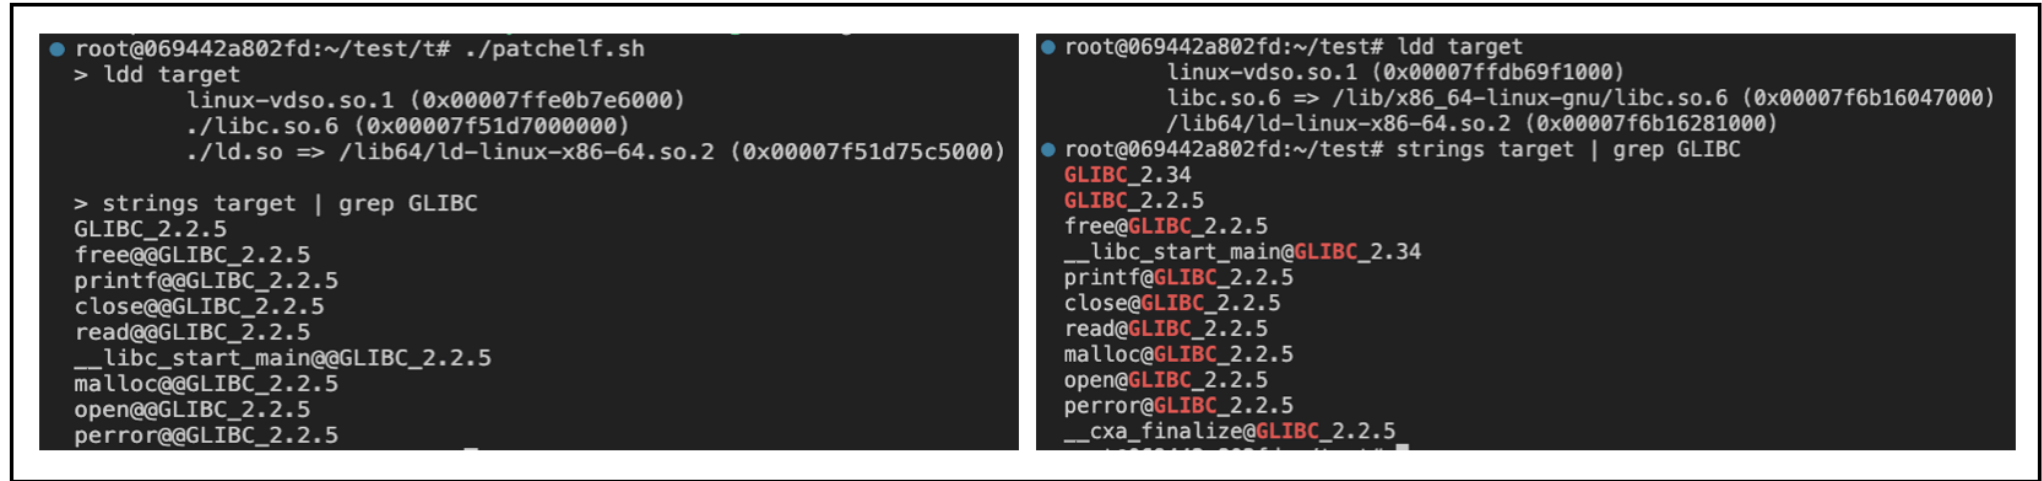 root@069442a802fd:~/test/t# ./patchelf.sh
> ldd target
linux-vdso.so.1 (0x00007ffe0b7e6000)
./libc.so.6 (0x00007f51d7000000)
./ld.so => /lib64/ld-linux-x86-64.so.2 (0x00007f51d75c5000)
> strings target | grep GLIBC
GLIBC_2.2.5
free@@GLIBC_2.2.5
printf@@GLIBC_2.2.5
close@@GLIBC_2.2.5
read@@GLIBC_2.2.5
__libc_start_main@@GLIBC_2.2.5
malloc@@GLIBC_2.2.5
open@@GLIBC_2.2.5
perror@@GLIBC_2.2.5
root@069442a802fd:~/test# ldd target
linux-vdso.so.1 (0x00007ffdb69f1000)
libc.so.6 => /lib/x86_64-linux-gnu/libc.so.6 (0x00007f6b16047000)
/lib64/ld-linux-x86-64.so.2 (0x00007f6b16281000)
root@069442a802fd:~/test# strings target | grep GLIBC
GLIBC_2.34
GLIBC_2.2.5
free@GLIBC_2.2.5
__libc_start_main@GLIBC_2.34
printf@GLIBC_2.2.5
close@GLIBC_2.2.5
read@GLIBC_2.2.5
malloc@GLIBC_2.2.5
open@GLIBC_2.2.5
perror@GLIBC_2.2.5
__cxa_finalize@GLIBC_2.2.5